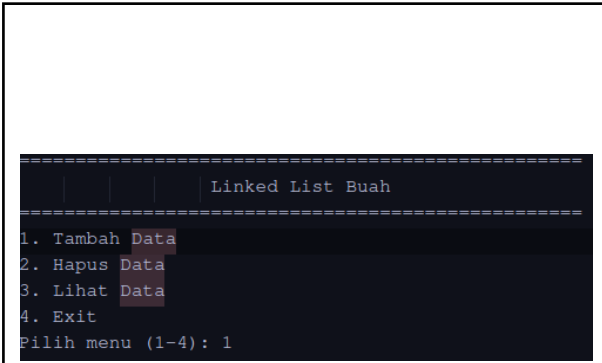 ==================================================
Linked List Buah
==================================================
1. Tambah Data
2. Hapus Data
3. Lihat Data
4. Exit
Pilih menu (1-4): 1